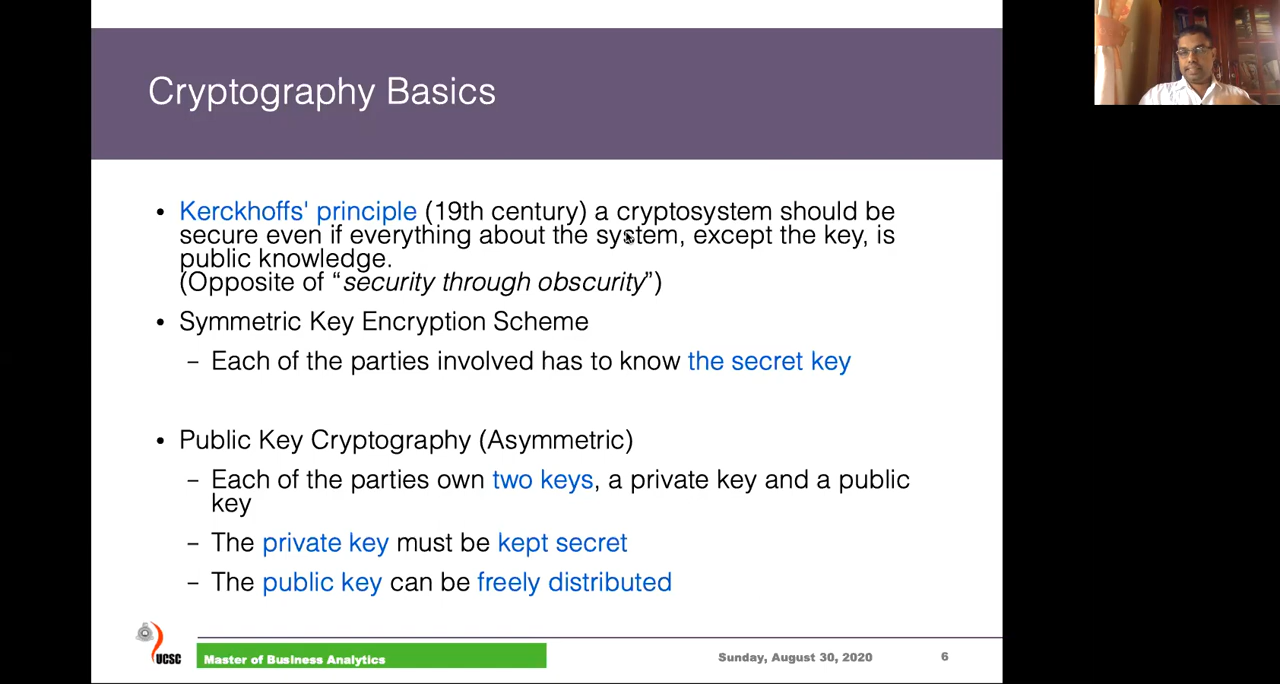 Cryptography Basics
• Kerckhoffs' principle (19th century) a cryptosystem should be
secure even if everything about the system, except the key, is
public knowledge.
(Opposite of “security through obscurity”)
• Symmetric Key Encryption Scheme
– Each of the parties involved has to know the secret key
• Public Key Cryptography (Asymmetric)
– Each of the parties own two keys, a private key and a public
key
– The private key must be kept secret
– The public key can be freely distributed
UCSC
Master of Business Analytics
Sunday, August 30, 2020
6